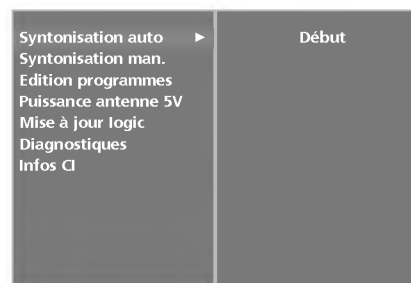 Syntonisation auto ► Début
Syntonisation man.
Edition programmes
Puissance antenne 5V
Mise à jour logic
Diagnostiques
Infos CI